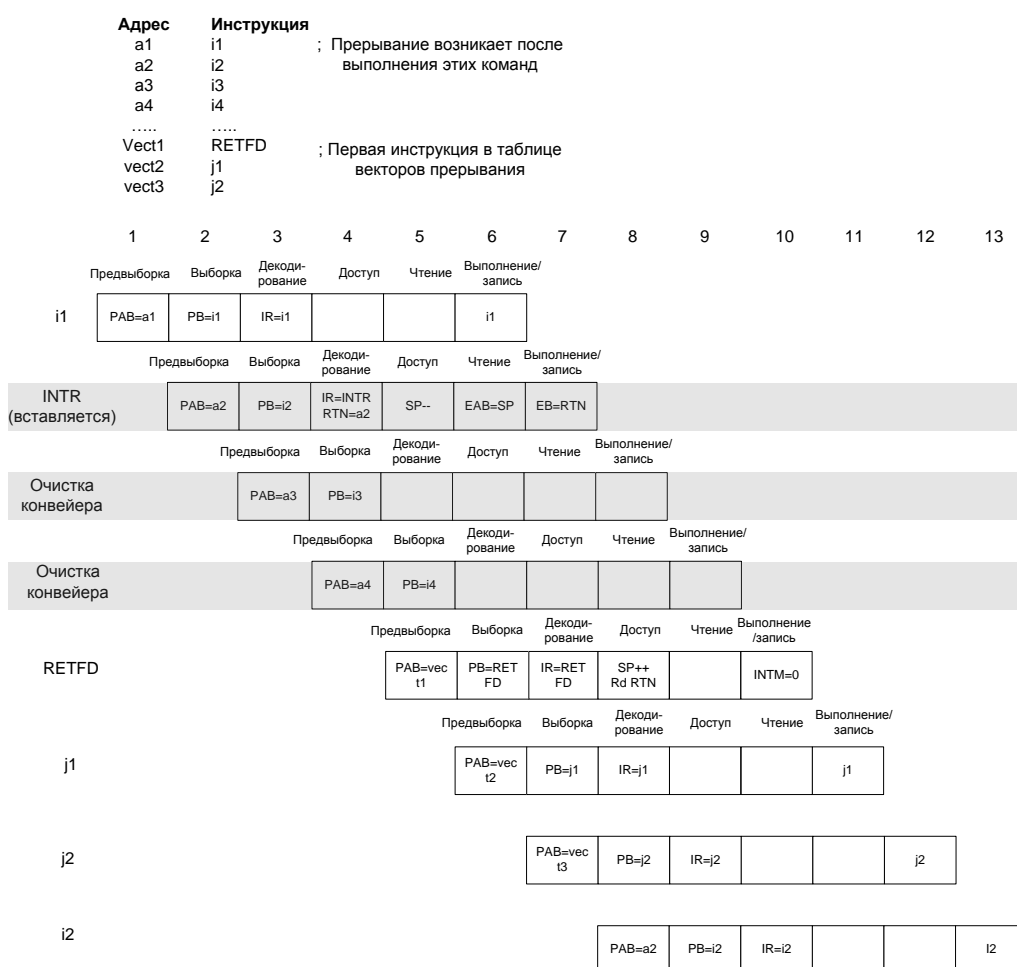 Адрес Инструкция
a1 i1 ; Прерывание возникает после
a2 i2 выполнения этих команд
a3 i3
a4 i4
….. …..
Vect1 RETFD ; Первая инструкция в таблице
vect2 j1 векторов прерывания
vect3 j2
1 2 3 4 5 6 7 8 9 10 11 12 13
Предвыборка Выборка Декоди- Доступ Чтение Выполнение/
рование запись
i1 PAB=a1 PB=i1 IR=i1 i1
Предвыборка Выборка Декоди- Доступ Чтение Выполнение/
рование запись
INTR PAB=a2 PB=i2 IR=INTR SP-- EAB=SP EB=RTN
(вставляется) RTN=a2
Предвыборка Выборка Декоди- Доступ Чтение Выполнение/
рование запись
Очистка PAB=a3 PB=i3
конвейера
Предвыборка Выборка Декоди- Доступ Чтение Выполнение/
рование запись
Очистка PAB=a4 PB=i4
конвейера
Предвыборка Выборка Декоди- Доступ Чтение Выполнение
рование /запись
RETFD PAB=vec PB=RET IR=RET SP++ INTM=0
t1 FD FD Rd RTN
Предвыборка Выборка Декоди- Доступ Чтение Выполнение/
рование запись
j1 PAB=vec PB=j1 IR=j1 j1
t2
j2 PAB=vec PB=j2 IR=j2 j2
t3
i2 PAB=a2 PB=i2 IR=i2 I2